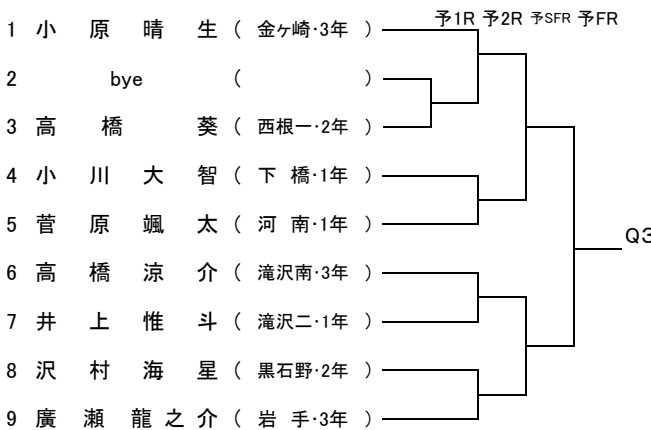 予1R 予2R 予SFR 予FR
1 小原晴生 ( 金ヶ崎・3年 )
2 bye ( )
3 高橋葵 ( 西根一・2年 )
4 小川大智 ( 下橋・1年 )
5 菅原颯太 ( 河南・1年 )
Q3
6 高橋涼介 ( 滝沢南・3年 )
7 井上惟斗 ( 滝沢二・1年 )
8 沢村海星 ( 黒石野・2年 )
9 廣瀬龍之介 ( 岩手・3年 )